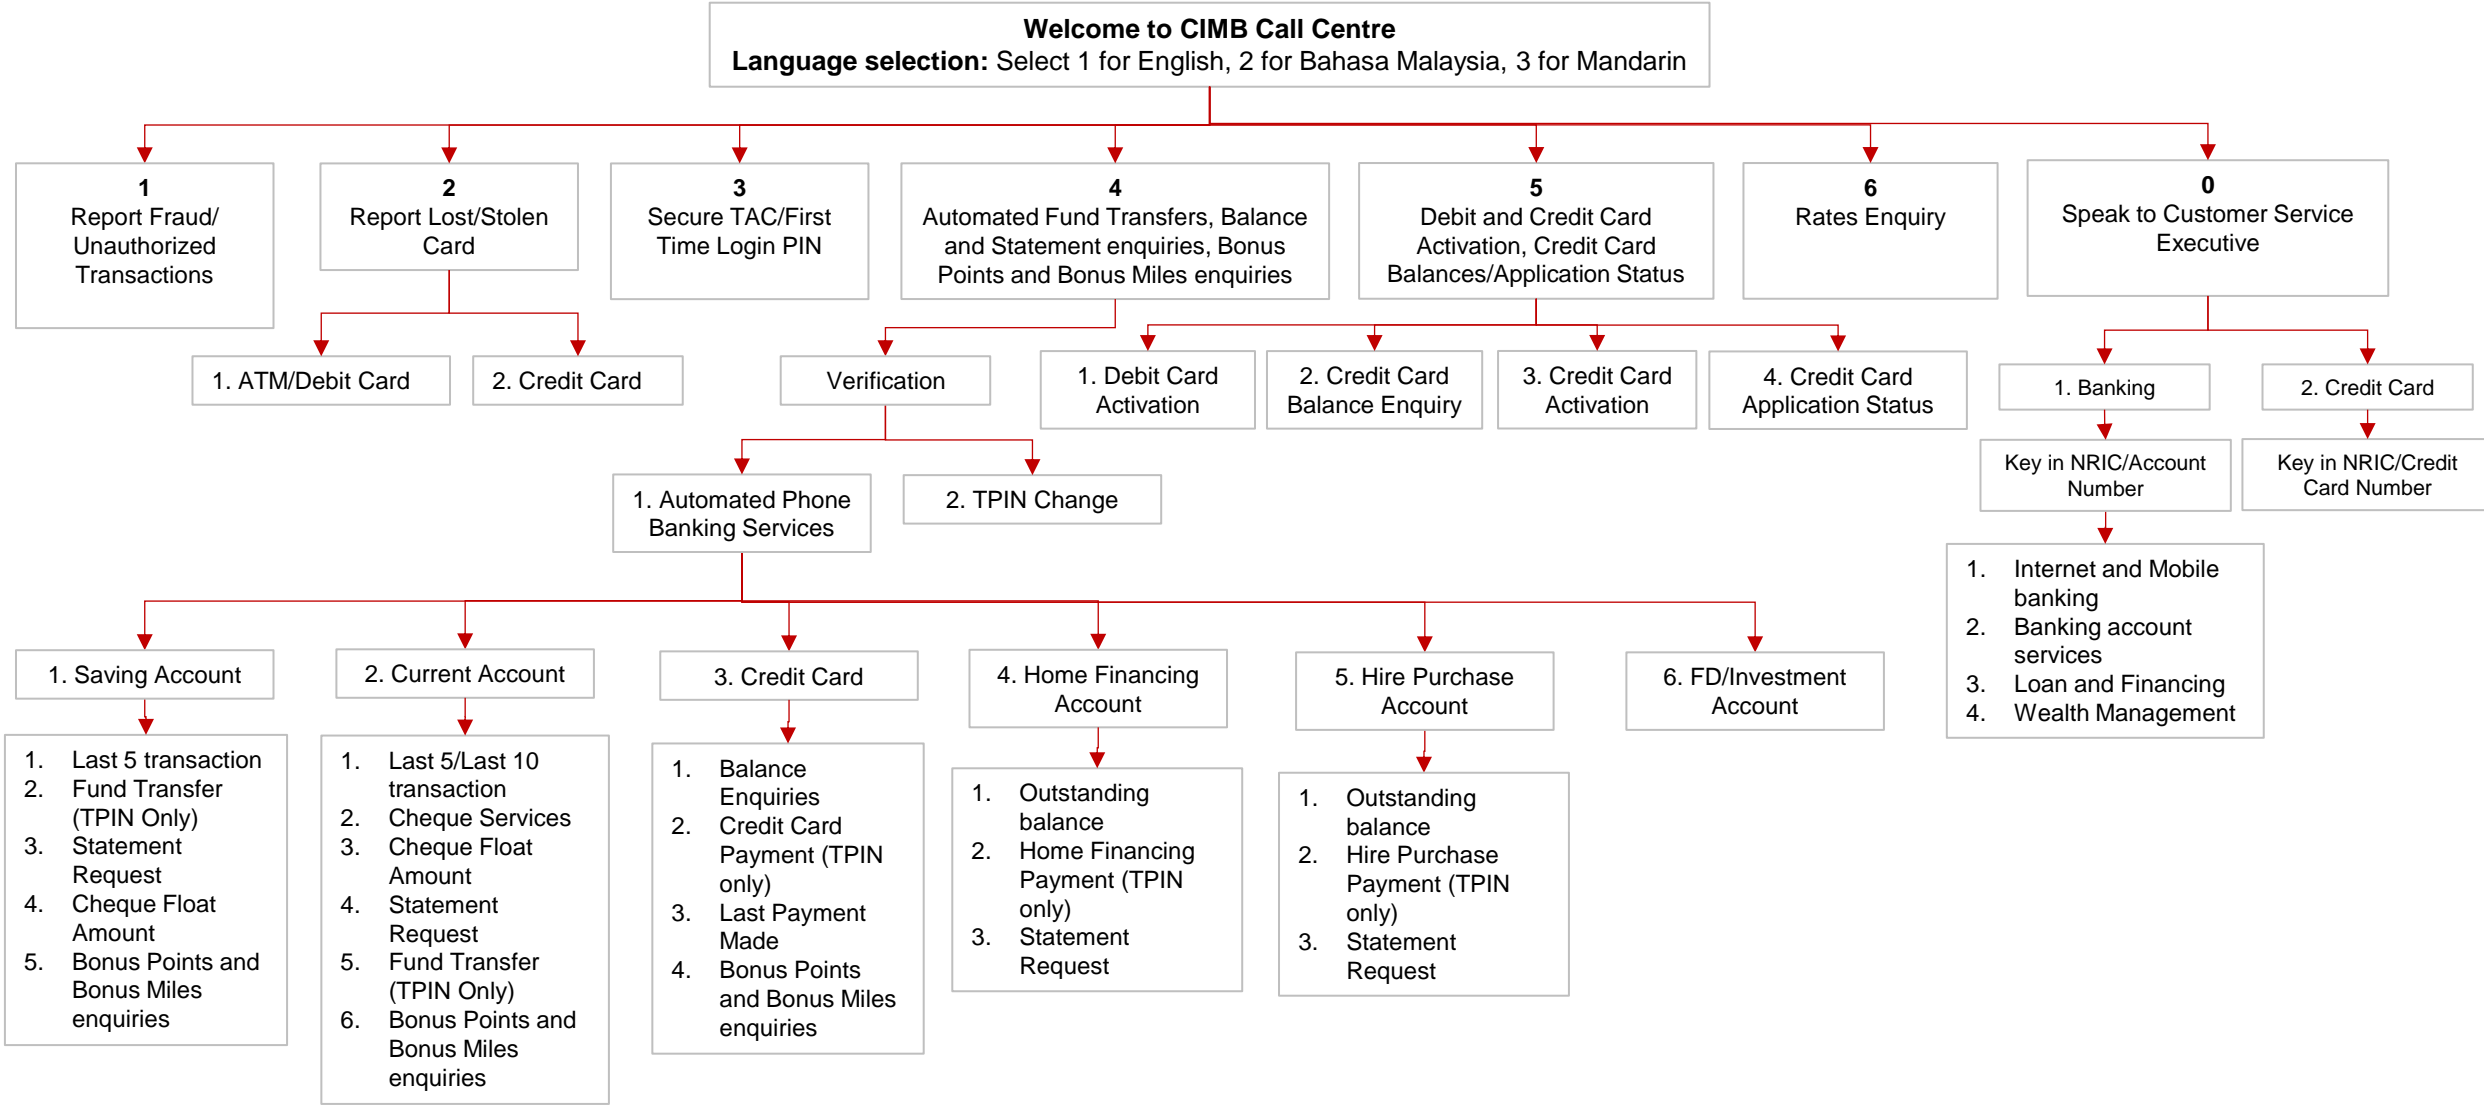 Welcome to CIMB Call Centre
Language selection: Select 1 for English, 2 for Bahasa Malaysia, 3 for Mandarin
1
Report Fraud/
Unauthorized
Transactions
2
Report Lost/Stolen
Card
3
Secure TAC/First
Time Login PIN
4
Automated Fund Transfers, Balance
and Statement enquiries, Bonus
Points and Bonus Miles enquiries
5
Debit and Credit Card
Activation, Credit Card
Balances/Application Status
6
Rates Enquiry
0
Speak to Customer Service
Executive
1. ATM/Debit Card
2. Credit Card
Verification
1. Debit Card
Activation
2. Credit Card
Balance Enquiry
3. Credit Card
Activation
4. Credit Card
Application Status
1. Banking
2. Credit Card
Key in NRIC/Account
Number
Key in NRIC/Credit
Card Number
1. Automated Phone
Banking Services
2. TPIN Change
1. Internet and Mobile
banking
2. Banking account
services
3. Loan and Financing
4. Wealth Management
1. Saving Account
2. Current Account
3. Credit Card
4. Home Financing
Account
5. Hire Purchase
Account
6. FD/Investment
Account
1. Last 5 transaction
2. Fund Transfer
(TPIN Only)
3. Statement
Request
4. Cheque Float
Amount
5. Bonus Points and
Bonus Miles
enquiries
1. Last 5/Last 10
transaction
2. Cheque Services
3. Cheque Float
Amount
4. Statement
Request
5. Fund Transfer
(TPIN Only)
6. Bonus Points and
Bonus Miles
enquiries
1. Balance
Enquiries
2. Credit Card
Payment (TPIN
only)
3. Last Payment
Made
4. Bonus Points
and Bonus Miles
enquiries
1. Outstanding
balance
2. Home Financing
Payment (TPIN
only)
3. Statement
Request
1. Outstanding
balance
2. Hire Purchase
Payment (TPIN
only)
3. Statement
Request